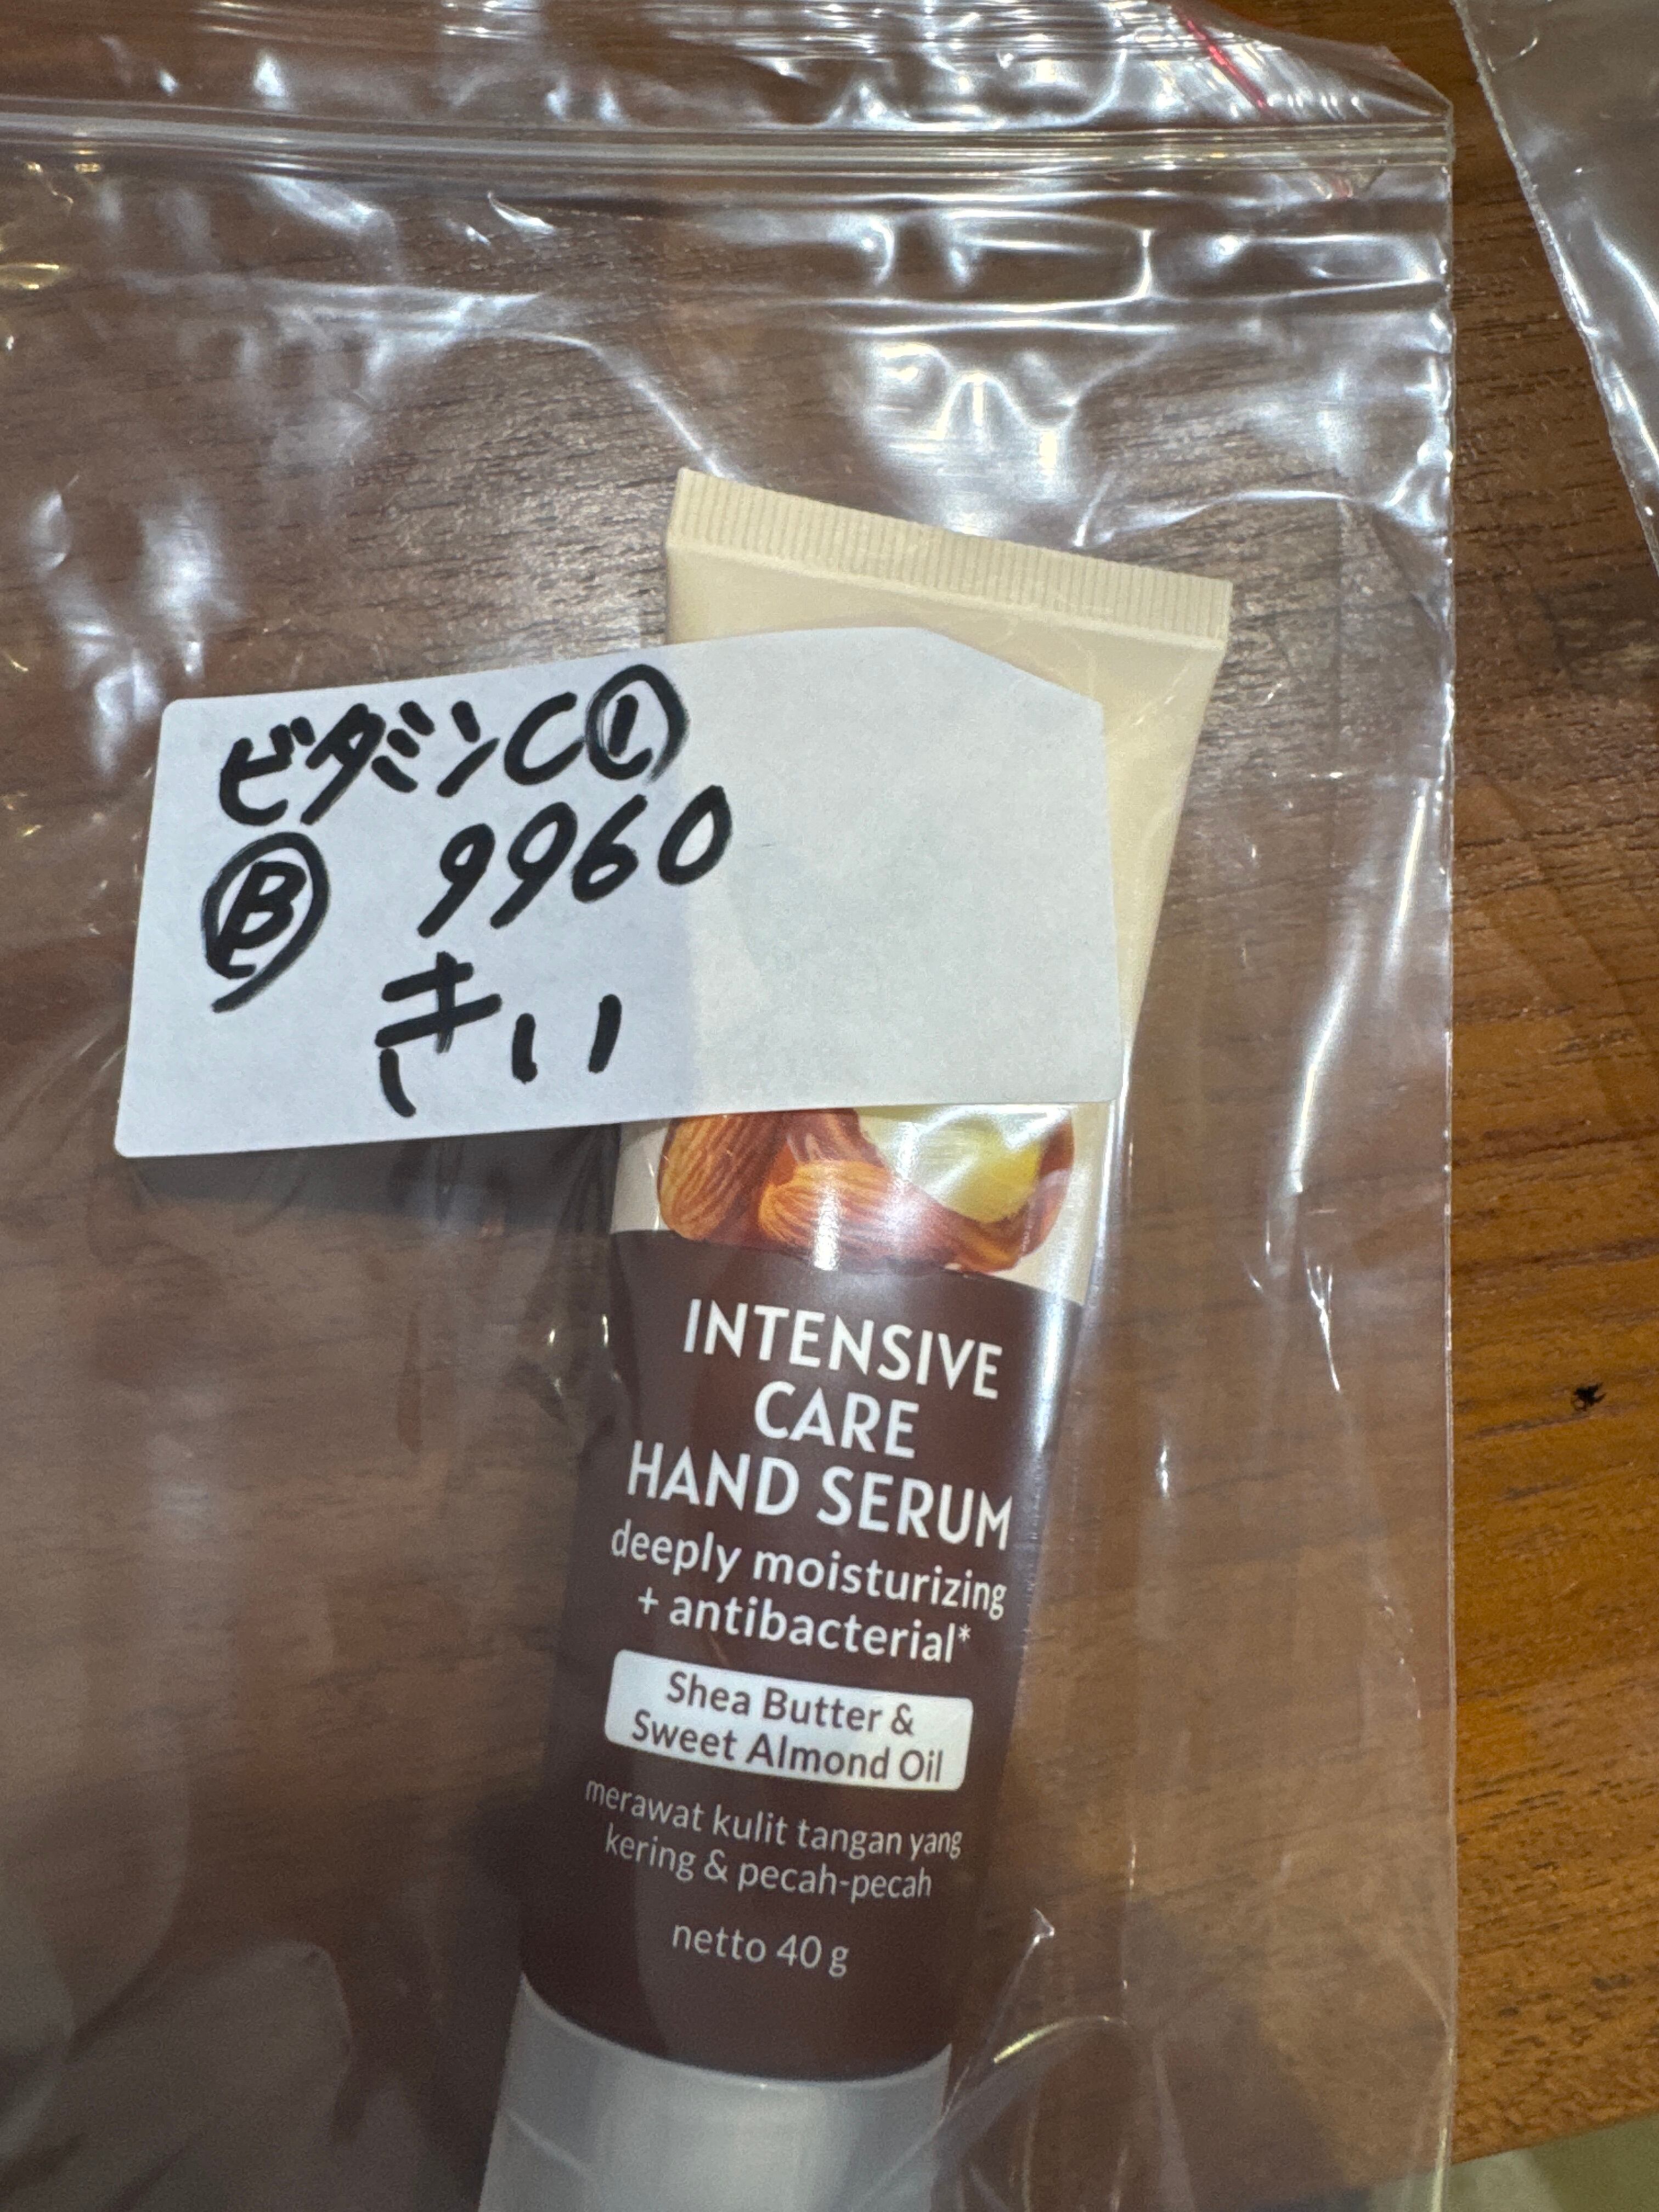 ビタミンC①
Ⓑ 9960
きい
INTENSIVE
CARE
HAND SERUM
deeply moisturizing
+ antibacterial*
Shea Butter &
Sweet Almond Oil
merawat kulit tangan yang
kering & pecah-pecah
netto 40 g